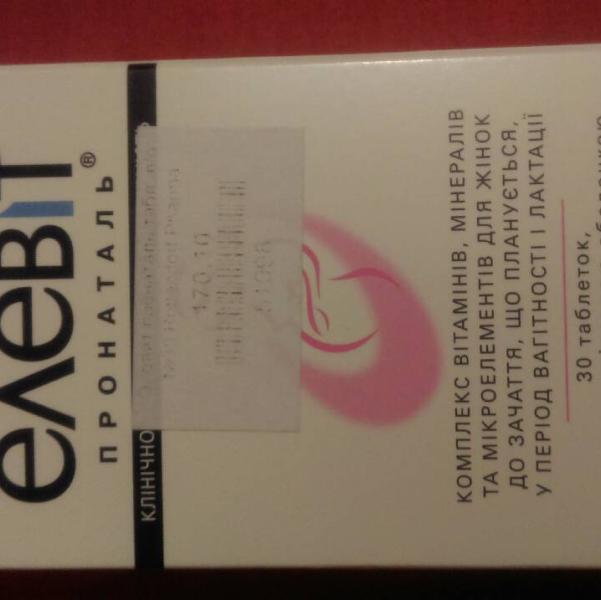 елевіт®
ПРОНАТАЛЬ
КЛІНІЧНО
170.10
КОМПЛЕКС ВІТАМІНІВ, МІНЕРАЛІВ
ТА МІКРОЕЛЕМЕНТІВ ДЛЯ ЖІНОК
ДО ЗАЧАТТЯ, ЩО ПЛАНУЄТЬСЯ,
У ПЕРІОД ВАГІТНОСТІ І ЛАКТАЦІЇ
30 таблеток,